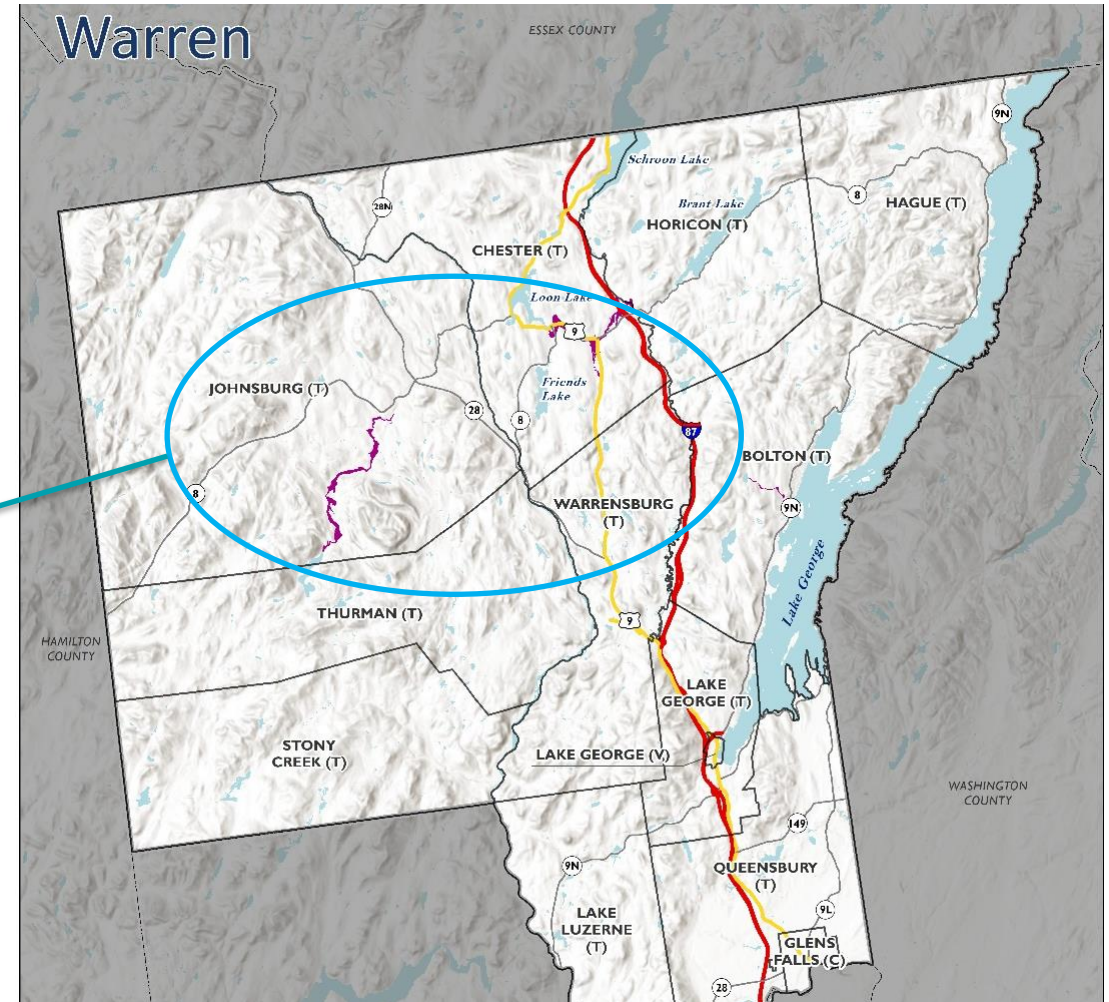 Warren
ESSEX COUNTY
9N
Schroon Lake
8
28N
Brant Lake
HAGUE (T)
HORICON (T)
CHESTER (T)
Loon Lake
9
JOHNSBURG (T)
Friends
Lake
28
8
87
BOLTON (T)
8
WARRENSBURG
(T)
9N
Lake George
THURMAN (T)
9
HAMILTON
COUNTY
LAKE
GEORGE (T)
STONY
CREEK (T)
LAKE GEORGE (V)
WASHINGTON
COUNTY
149
9N
QUEENSBURY
(T)
LAKE
LUZERNE
(T)
9L
GLENS
FALLS (C)
28